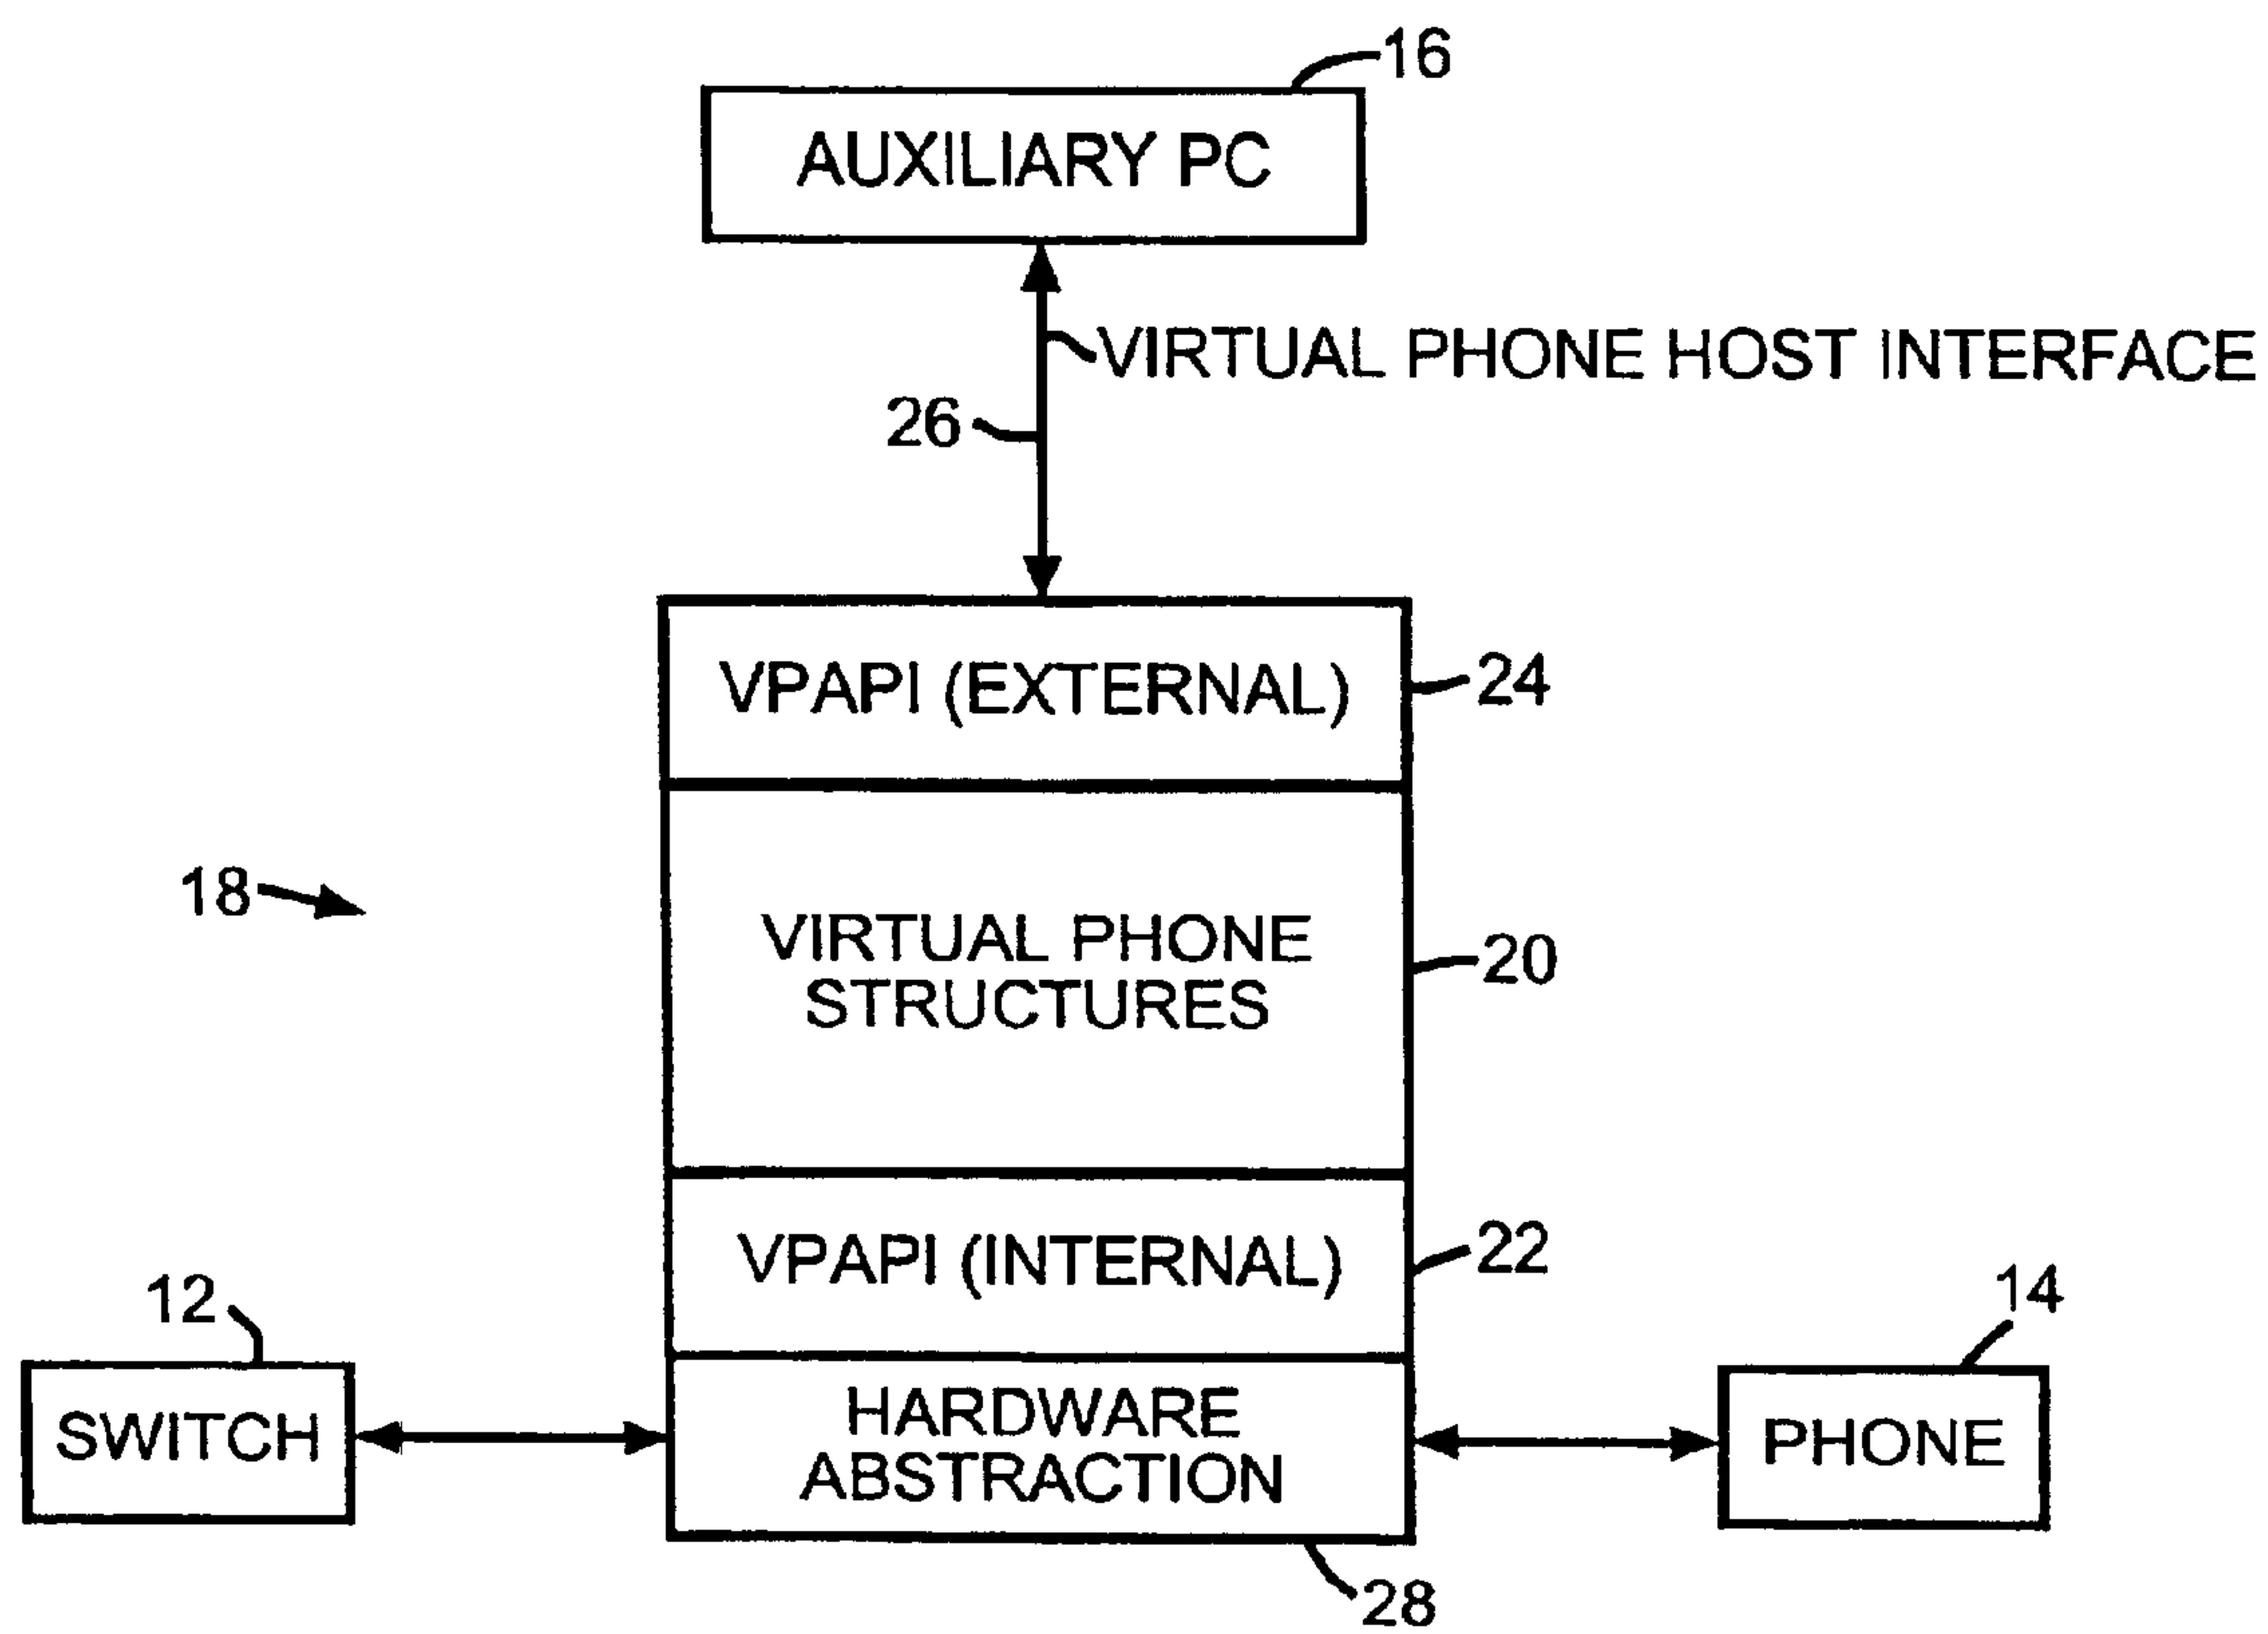 16
AUXILIARY PC
VIRTUAL PHONE HOST INTERFACE
26
VPAPI (EXTERNAL)
24
18
VIRTUAL PHONE
STRUCTURES
20
VPAPI (INTERNAL)
22
12
14
SWITCH
HARDWARE
ABSTRACTION
PHONE
28